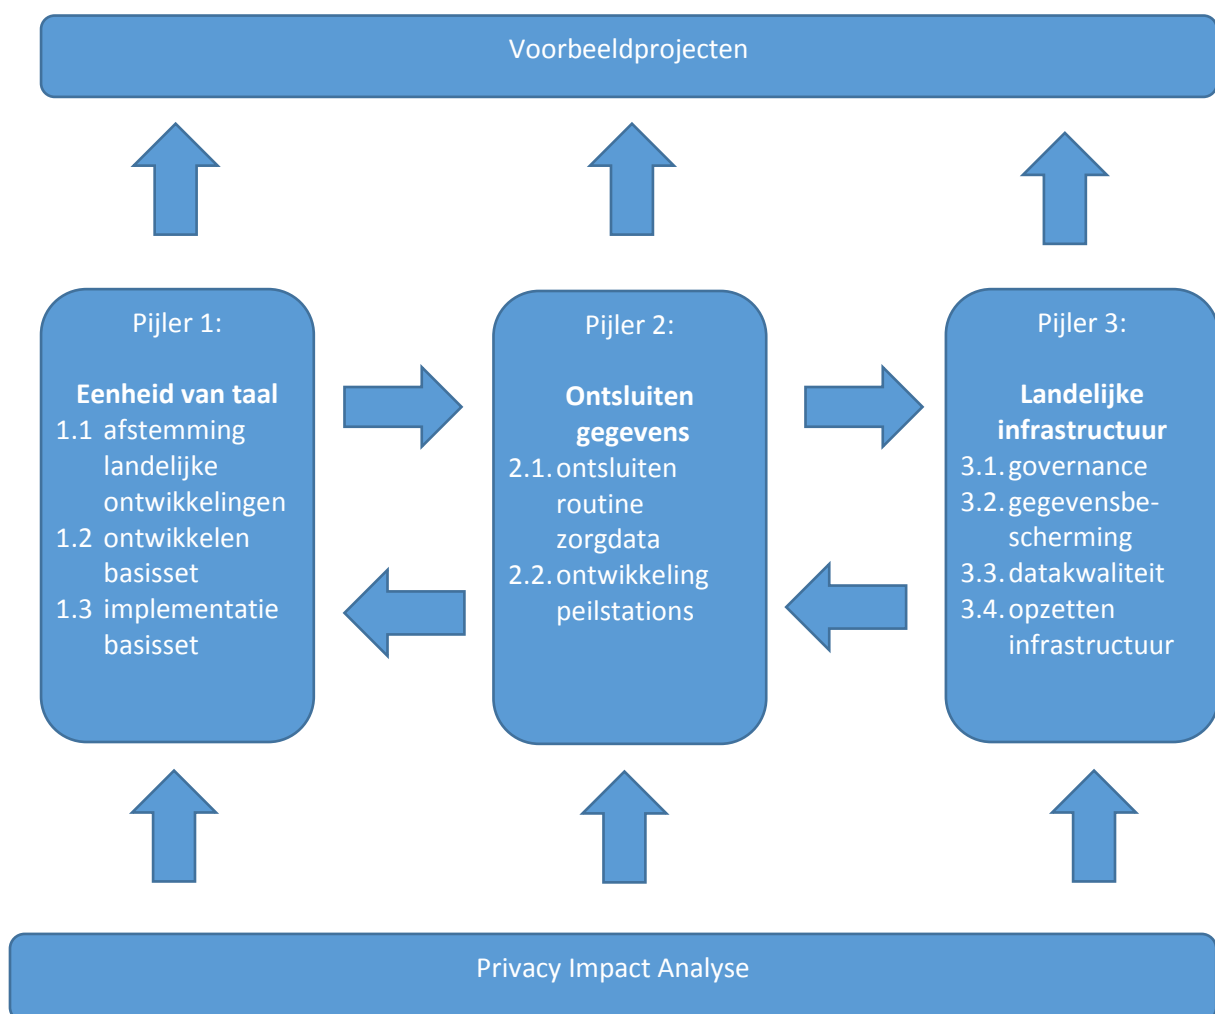 Voorbeeldprojecten
Pijler 1:
Eenheid van taal
1.1 afstemming
landelijke
ontwikkelingen
1.2 ontwikkelen
basisset
1.3 implementatie
basisset
Pijler 2:
Ontsluiten
gegevens
2.1. ontsluiten
routine
zorgdata
2.2. ontwikkeling
peilstations
Pijler 3:
Landelijke
infrastructuur
3.1. governance
3.2. gegevensbe-
scherming
3.3. datakwaliteit
3.4. opzetten
infrastructuur
Privacy Impact Analyse